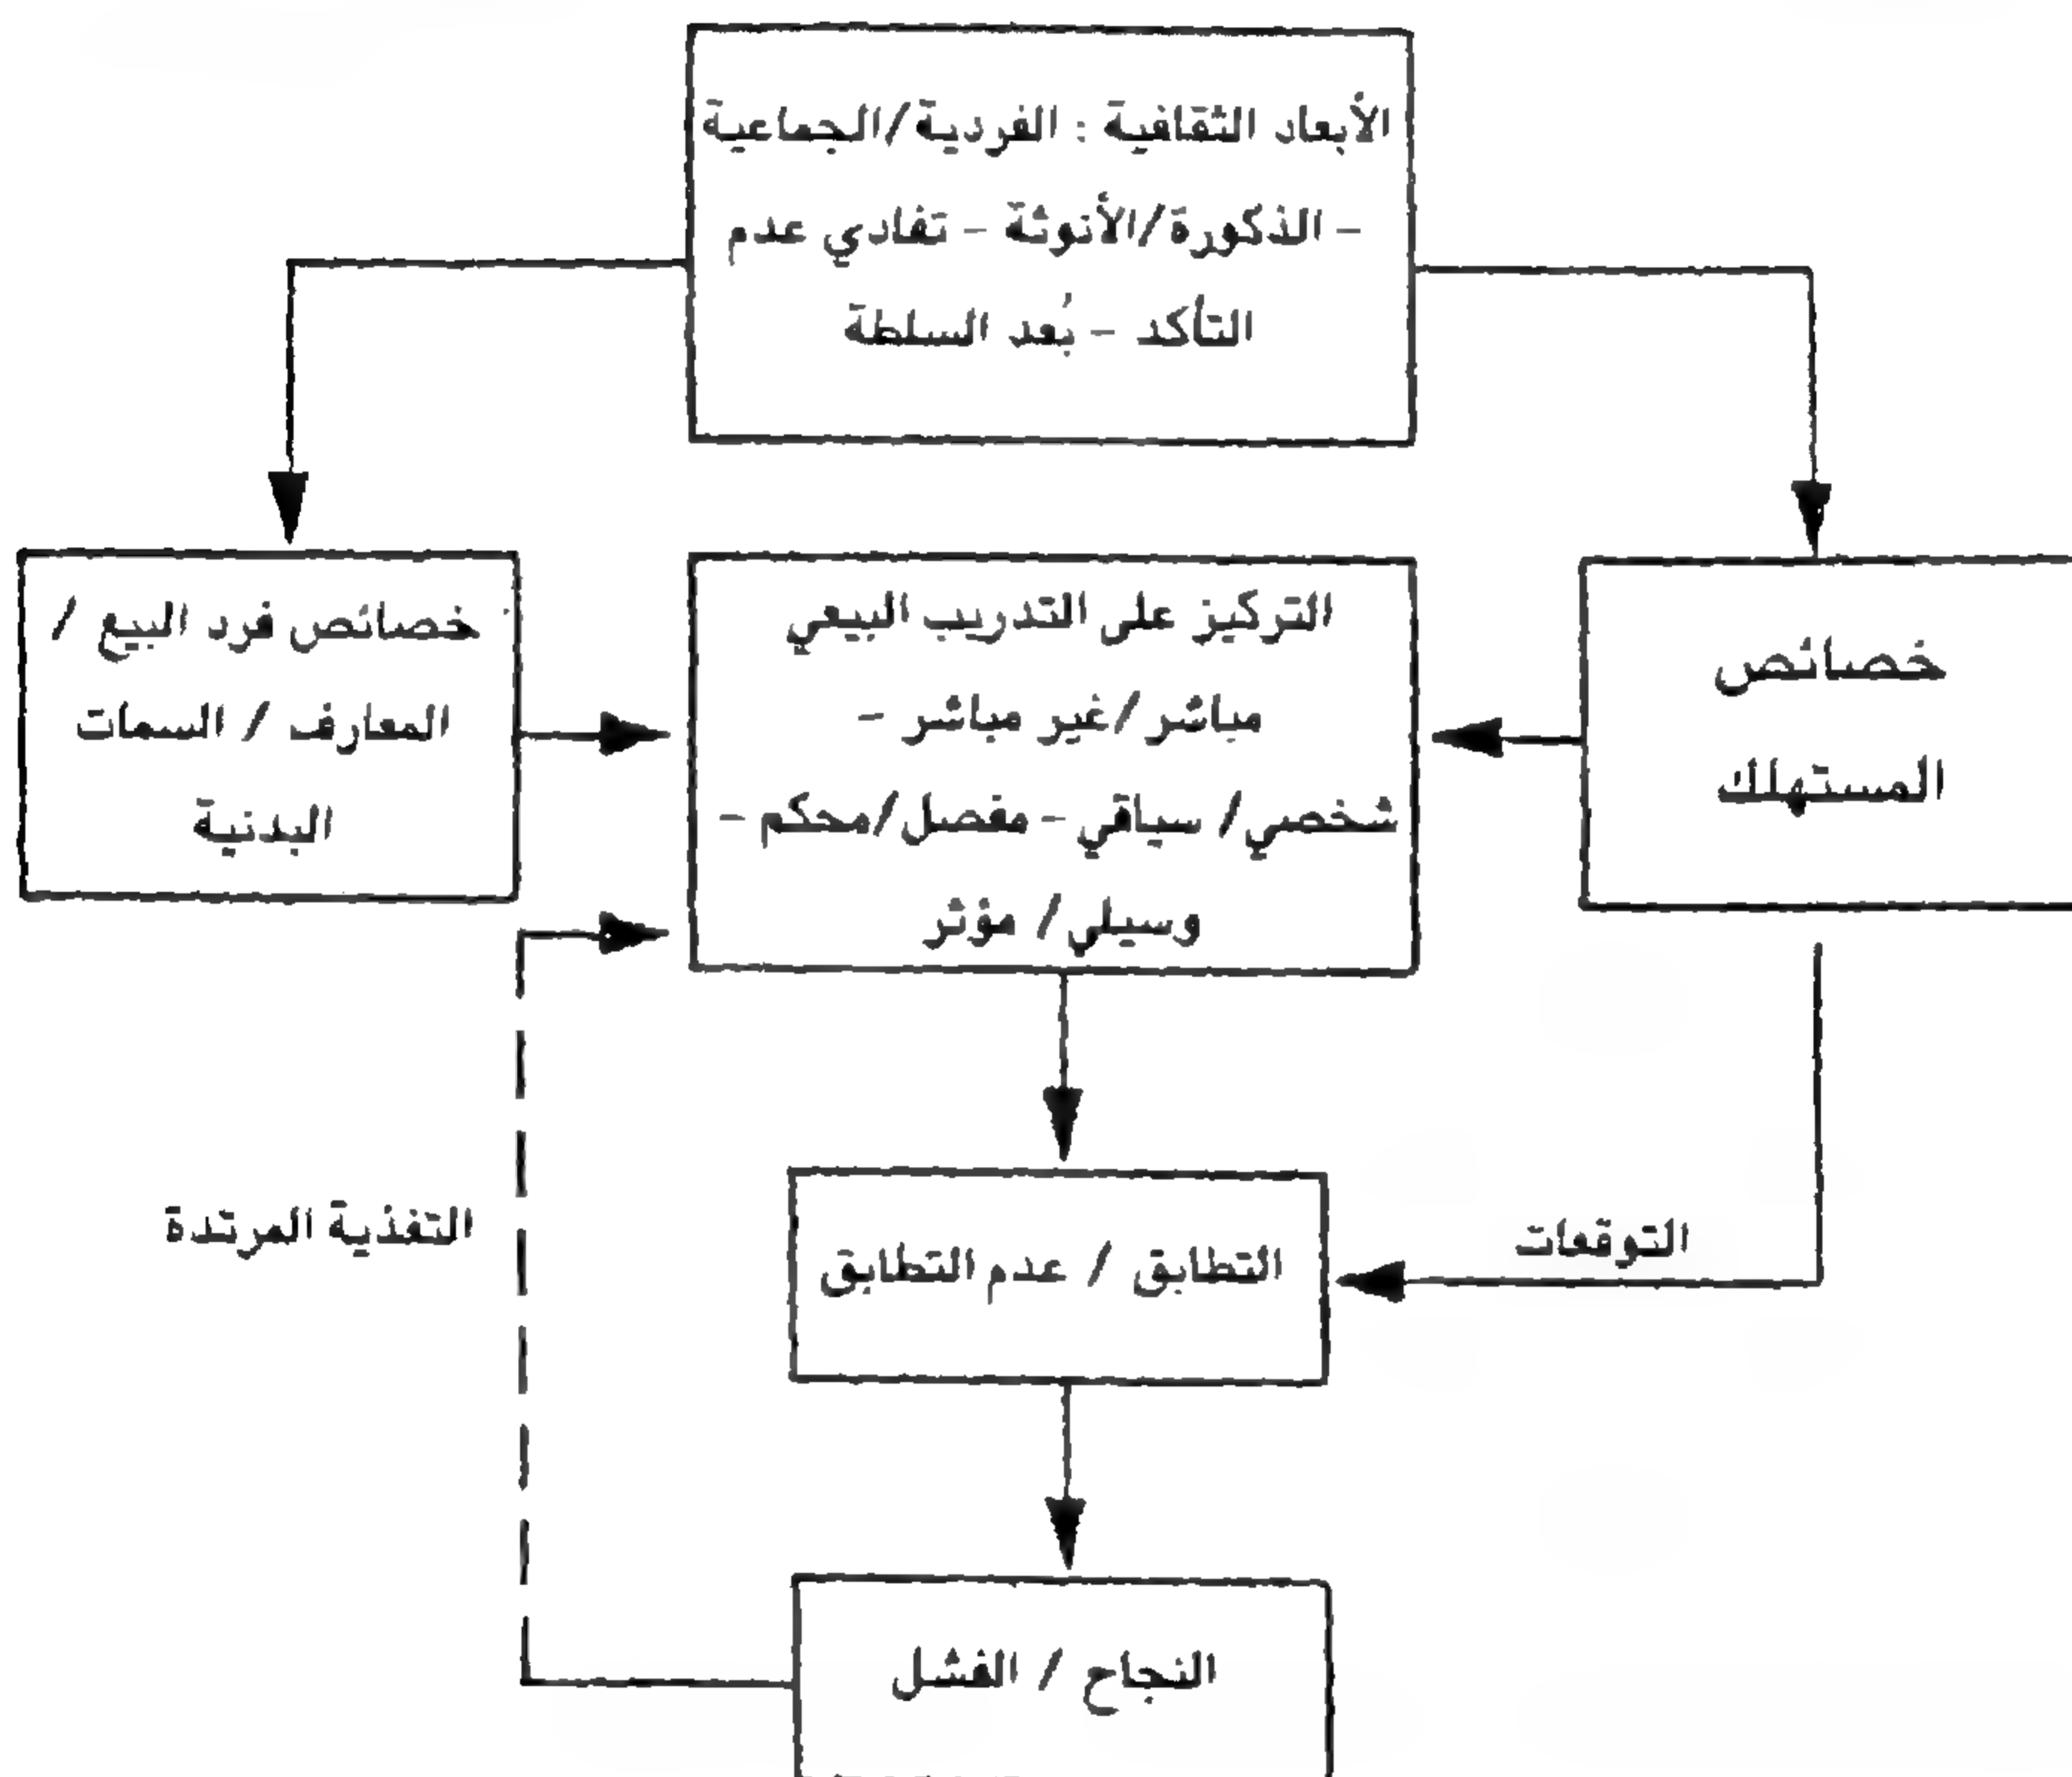 الأبعاد الثقافية : الفردية/الجماعية
– الذكورة/الأنوثة – تفادي عدم
التأكد – بُعد السلطة
خصائص
المستهلك
التركيز على التدريب البيعي
مباشر/غير مباشر –
شخصي/ سياقي – مفصل/محكم –
وسيلي/ مؤثر
خصائص فرد البيع /
المعارف / السمات
البدنية
التوقعات
التطابق / عدم التطابق
التغذية المرتدة
النجاح / الفشل